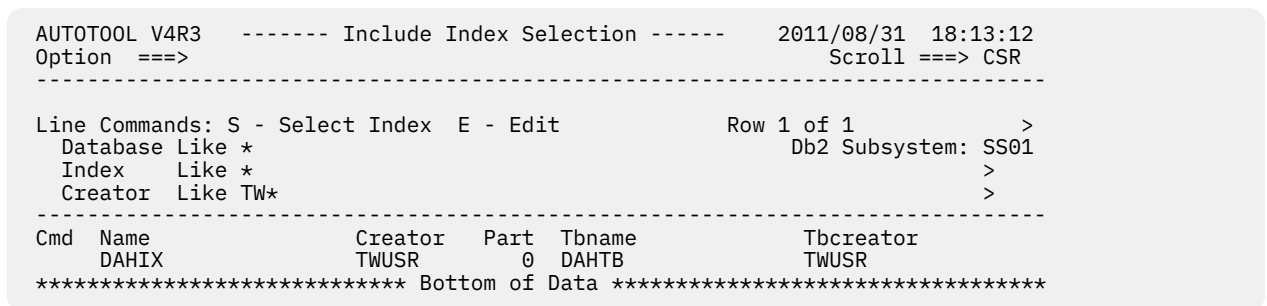 AUTOTOOL V4R3   ------- Include Index Selection ------    2011/08/31  18:13:12
Option  ===>                                                  Scroll ===> CSR
-------------------------------------------------------------------------------
Line Commands: S - Select Index  E - Edit             Row 1 of 1             >
  Database Like *                                          Db2 Subsystem: SS01
  Index    Like *                                                         >
  Creator  Like TW*                                                       >
-------------------------------------------------------------------------------
Cmd  Name                Creator   Part  Tbname             Tbcreator
     DAHIX               TWUSR        0  DAHTB              TWUSR
***************************** Bottom of Data **********************************